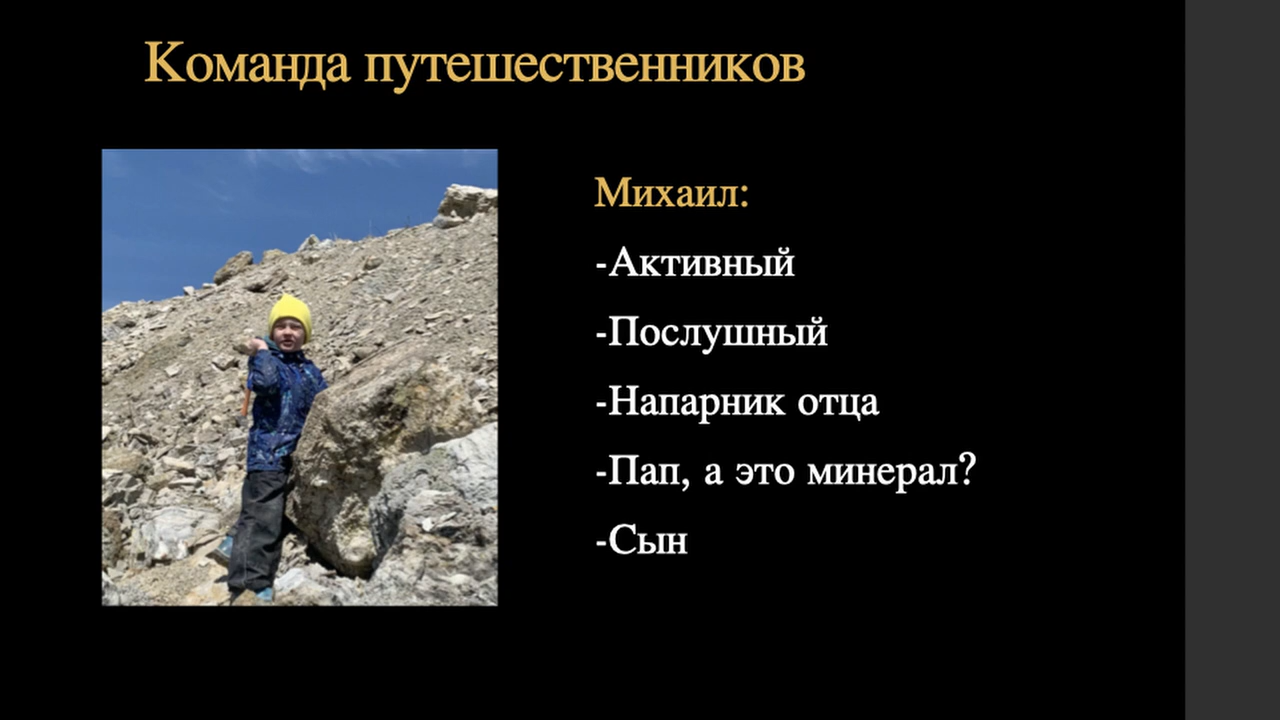 Команда путешественников
Михаил:
-Активный
-Послушный
-Напарник отца
-Пап, а это минерал?
-Сын